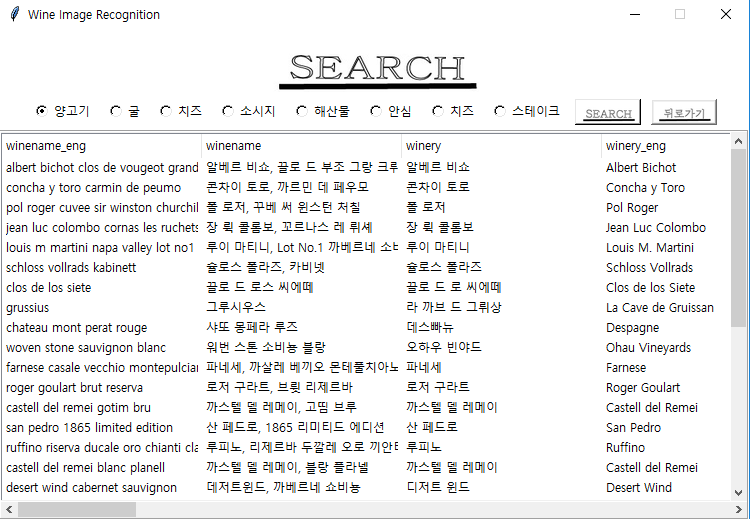 Wine Image Recognition
SEARCH
양고기 굴 치즈 소시지 해산물 안심 치즈 스테이크 SEARCH 뒤로가기
winename_eng winename winery winery_eng
albert bichot clos de vougeot grand 알베르 비쇼, 끌로 드 부조 그랑 크뤼 알베르 비쇼 Albert Bichot
concha y toro carmin de peumo 콘차이 토로, 까르민 데 페우모 콘차이 토로 Concha y Toro
pol roger cuvee sir winston churchil 폴 로저, 꾸베 써 윈스턴 처칠 폴 로저 Pol Roger
jean luc colombo cornas les ruchets 장 뤽 콜롬보, 꼬르나스 레 뤼셰 장 뤽 콜롬보 Jean Luc Colombo
louis m martini napa valley lot no1 루이 마티니, Lot No.1 까베르네 소비 루이 마티니 Louis M. Martini
schloss vollrads kabinett 슐로스 폴라즈, 카비넷 슐로스 폴라즈 Schloss Vollrads
clos de los siete 끌로 드 로스 씨에떼 끌로 드 로 씨에떼 Clos de los Siete
grussius 그루시우스 라 까브 드 그뤼상 La Cave de Gruissan
chateau mont perat rouge 샤또 몽페라 루즈 데스빠뉴 Despagne
woven stone sauvignon blanc 워번 스톤 소비뇽 블랑 오하우 빈야드 Ohau Vineyards
farnese casale vecchio montepulcian 파네세, 까살레 베끼오 몬테풀치아노 파네세 Farnese
roger goulart brut reserva 로저 구라트, 브륏 리제르바 로저 구라트 Roger Goulart
castell del remei gotim bru 까스텔 델 레메이, 고띰 브루 까스텔 델 레메이 Castell del Remei
san pedro 1865 limited edition 산 페드로, 1865 리미티드 에디션 산 페드로 San Pedro
ruffino riserva ducale oro chianti cla 루피노, 리제르바 두깔레 오로 끼안티 루피노 Ruffino
castell del remei blanc planell 까스텔 델 레메이, 블랑 플라넬 까스텔 델 레메이 Castell del Remei
desert wind cabernet sauvignon 데저트윈드, 까베르네 쇼비뇽 디저트 윈드 Desert Wind